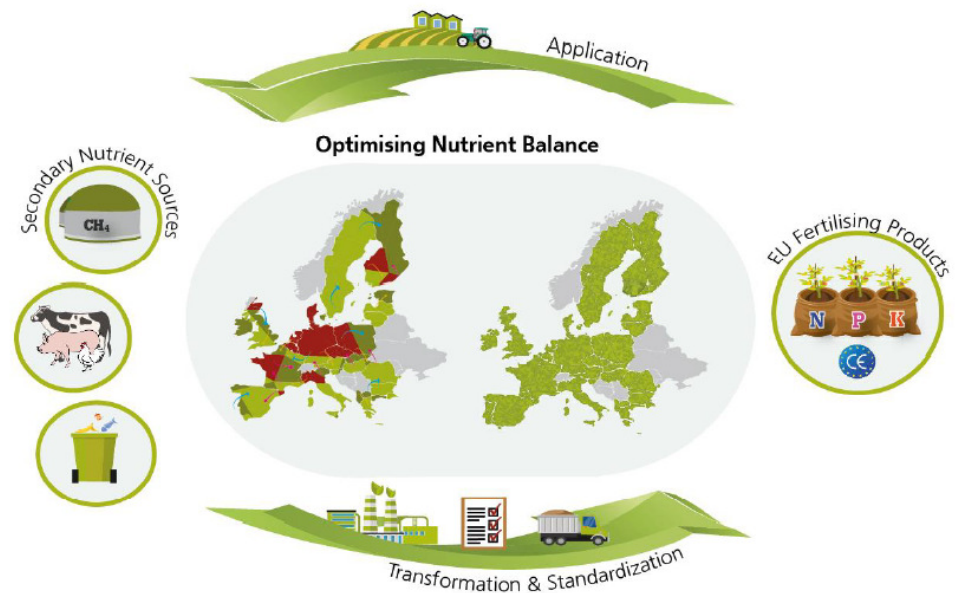 Application
Optimising Nutrient Balance
Secondary Nutrient Sources
CH₄
EU Fertilising Products
N P K
CE
Transformation & Standardization